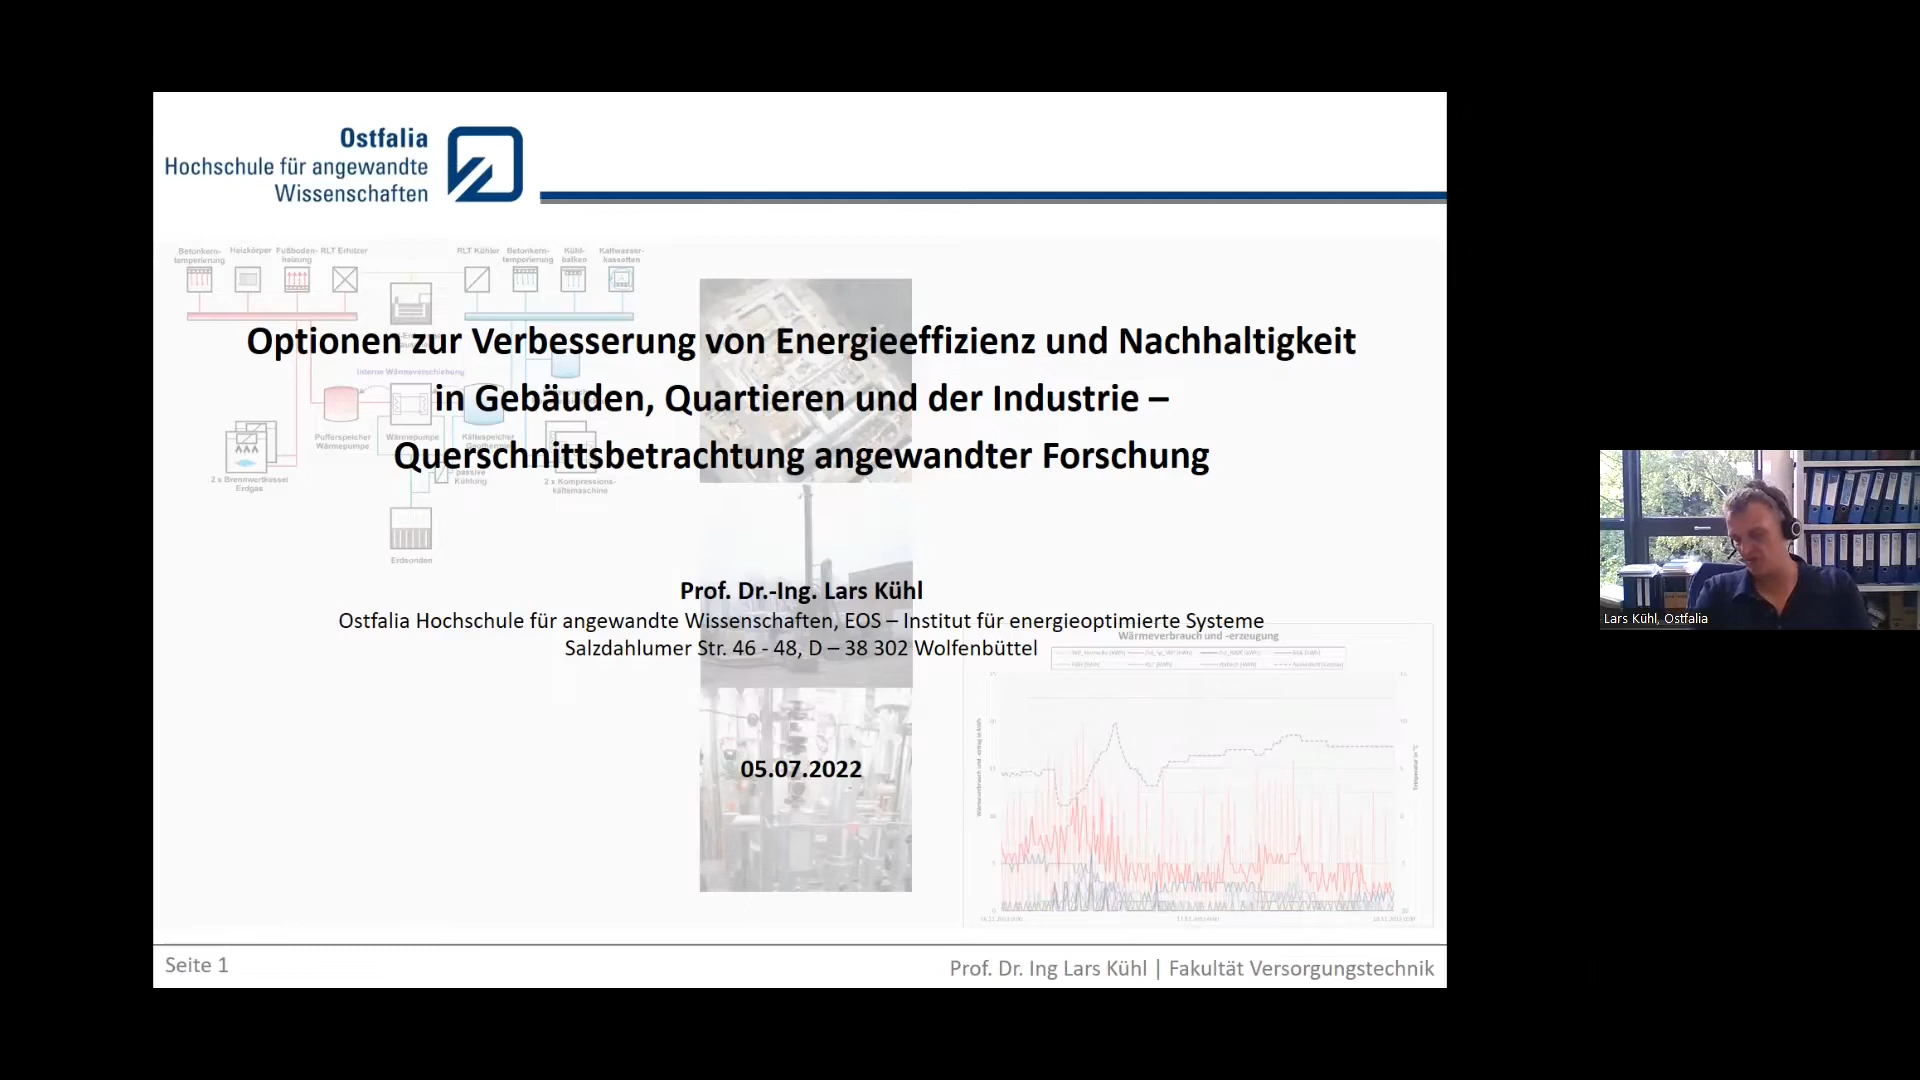 Ostfalia
Hochschule für angewandte
Wissenschaften
Betonkern-
temperierung
Heizkörper
Fußboden-
heizung
RLT Erhitzer
RLT Kühler
Betonkern-
temperierung
Kühl-
balken
Kaltwasser-
kassetten
Optionen zur Verbesserung von Energieeffizienz und Nachhaltigkeit
Interne Wärmeverschiebung
in Gebäuden, Quartieren und der Industrie –
Pufferspeicher
Wärmepumpe
Wärmepumpe
Kältespeicher
Querschnittsbetrachtung angewandter Forschung
passive
Kühlung
2 x Brennwertkessel
Erdgas
2 x Kompressions-
kältemaschine
Erdsonden
Prof. Dr.-Ing. Lars Kühl
Ostfalia Hochschule für angewandte Wissenschaften, EOS – Institut für energieoptimierte Systeme
Salzdahlumer Str. 46 - 48, D – 38 302 Wolfenbüttel
Wärmeverbrauch und -erzeugung
05.07.2022
Seite 1
Prof. Dr. Ing Lars Kühl | Fakultät Versorgungstechnik
Lars Kühl, Ostfalia